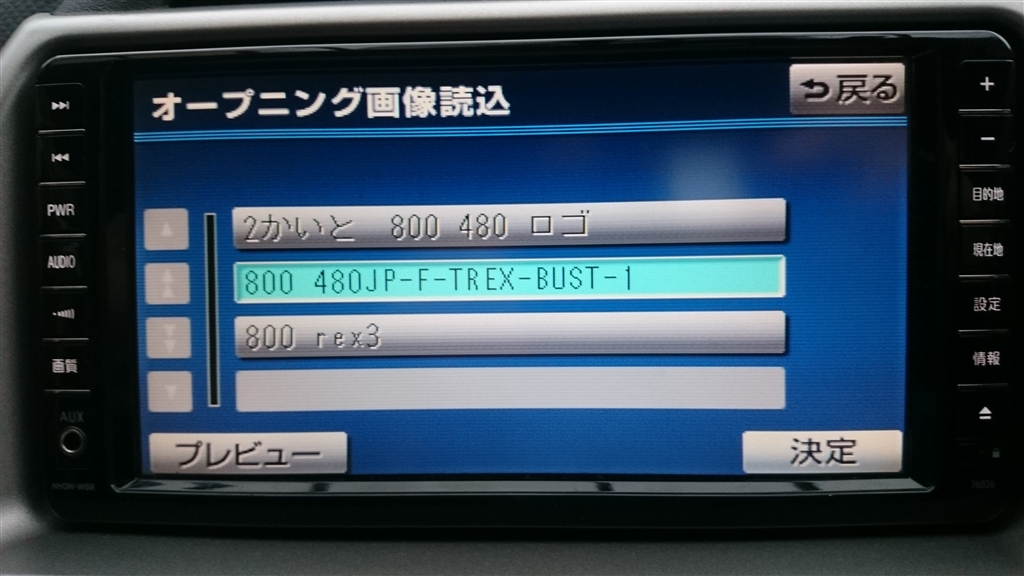 オープニング画像読込
戻る
2かいと 800 480 ロゴ
800 480JP-F-TREX-BUST-1
800 rex3
プレビュー
決定
PWR
AUDIO
画質
AUX
目的地
現在地
設定
情報